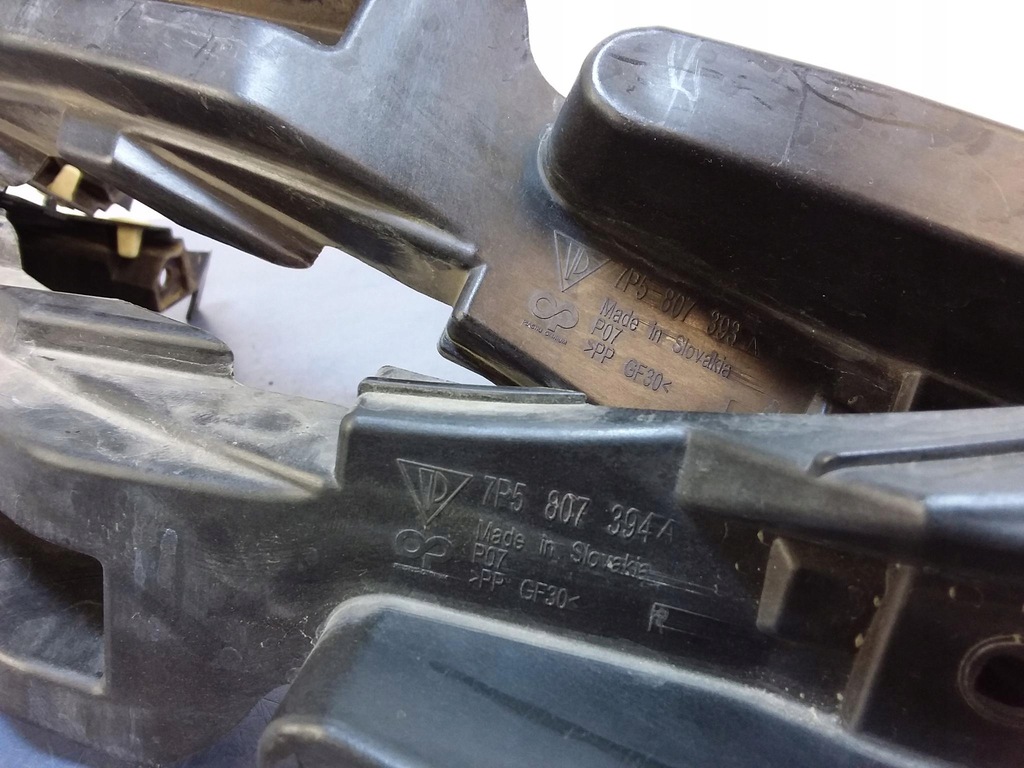 7P5 807 393 A
Made in Slovakia
P07
>PP GF30<
7P5 807 394 A
Made in Slovakia
P07
>PP GF30<
R